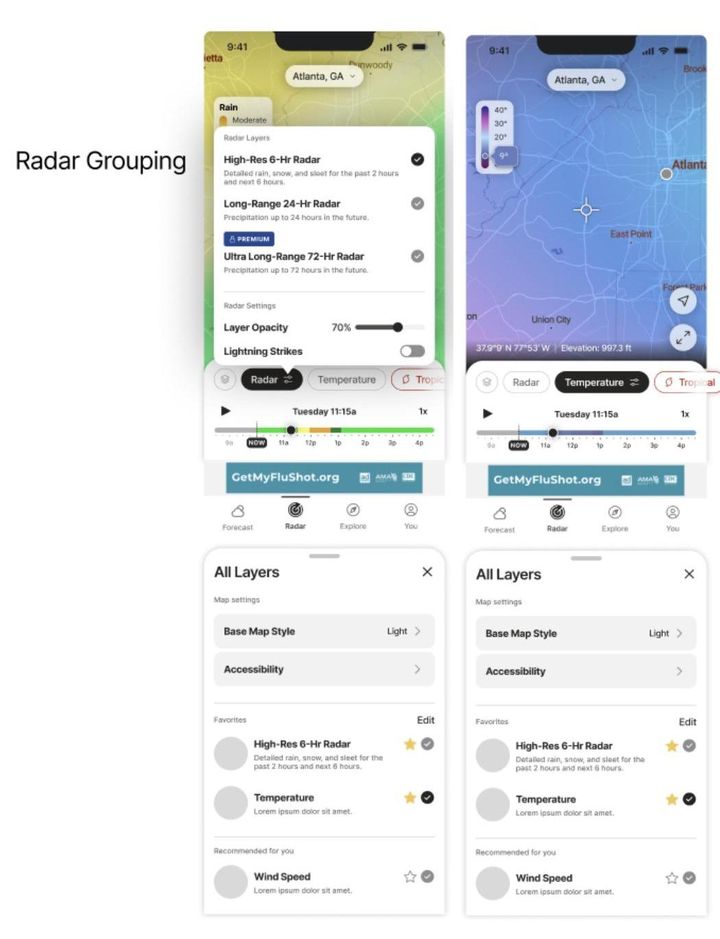 Radar Grouping
9:41
Dunwoody
Atlanta, GA
Rain
Moderate
Radar Layers
High-Res 6-Hr Radar
Detailed rain, snow, and sleet for the past 2 hours
and next 6 hours.
Long-Range 24-Hr Radar
Precipitation up to 24 hours in the future.
PREMIUM
Ultra Long-Range 72-Hr Radar
Precipitation up to 72 hours in the future.
Radar Settings
Layer Opacity 70%
Lightning Strikes
Radar Temperature Tropic
Tuesday 11:15a 1x
9a NOW 11a 12p 1p 2p 3p 4p
GetMyFluShot.org AMA CDC
Forecast Radar Explore You
All Layers
Map settings
Base Map Style Light
Accessibility
Favorites Edit
High-Res 6-Hr Radar
Detailed rain, snow, and sleet for the
past 2 hours and next 6 hours.
Temperature
Lorem ipsum dolor sit amet.
Recommended for you
Wind Speed
Lorem ipsum dolor sit amet.
9:41
Brook
Atlanta, GA
40°
30°
20°
9°
Atlanta
East Point
Forest Park
on
Union City
37.9°9' N 77°53' W Elevation: 997.3 ft
Radar Temperature Tropical
Tuesday 11:15a 1x
9a NOW 11a 12p 1p 2p 3p 4p
GetMyFluShot.org AMA CDC
Forecast Radar Explore You
All Layers
Map settings
Base Map Style Light
Accessibility
Favorites Edit
High-Res 6-Hr Radar
Detailed rain, snow, and sleet for the
past 2 hours and next 6 hours.
Temperature
Lorem ipsum dolor sit amet.
Recommended for you
Wind Speed
Lorem ipsum dolor sit amet.